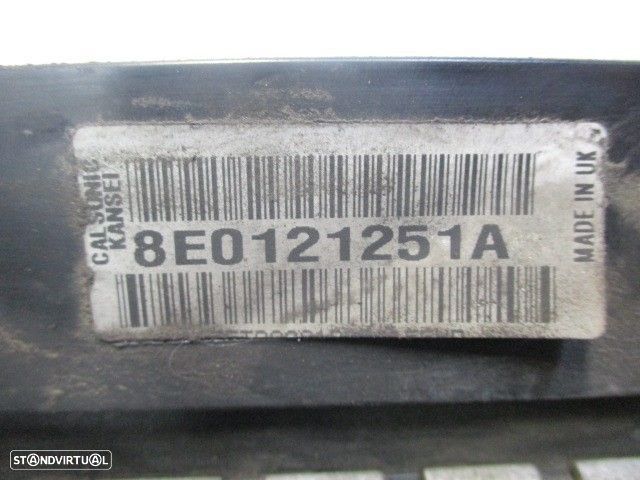 CALSONIC
KANSEI
8E0121251A
MADE IN UK
STANDVIRTUAL